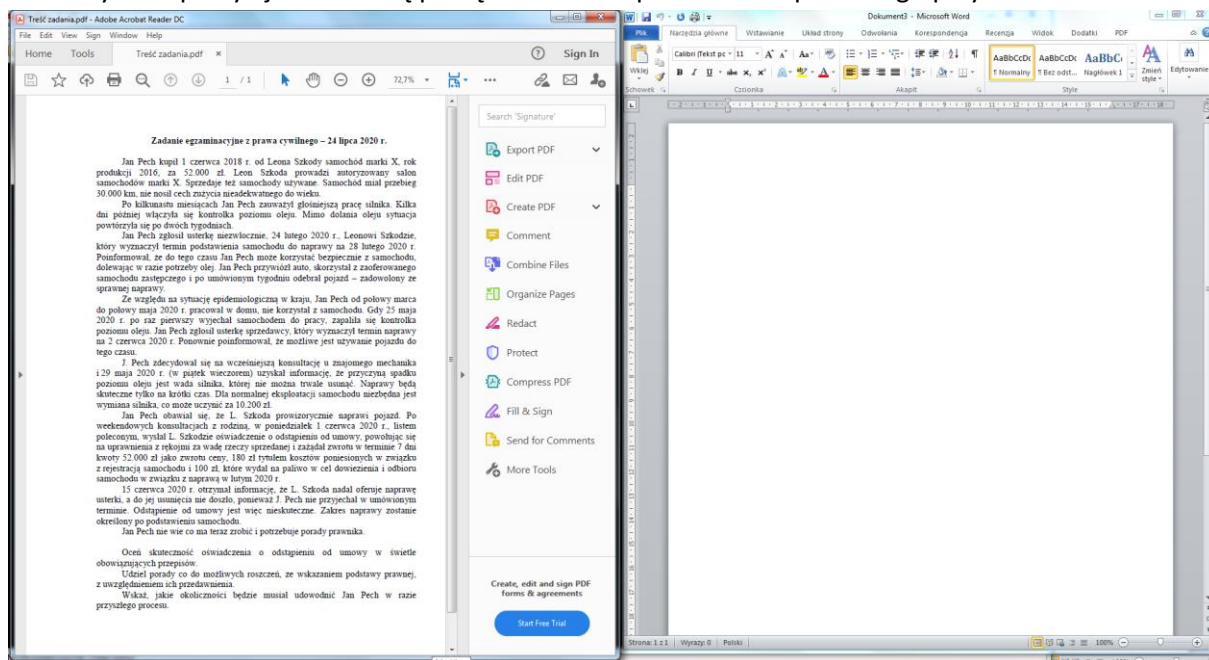 Treść zadania.pdf - Adobe Acrobat Reader DC
File Edit View Sign Window Help
Home Tools Treść zadania.pdf × Sign In
1 / 1 72,7%
Zadanie egzaminacyjne z prawa cywilnego – 24 lipca 2020 r.
Jan Pech kupił 1 czerwca 2018 r. od Leona Szkody samochód marki X, rok
produkcji 2016, za 52.000 zł. Leon Szkoda prowadzi autoryzowany salon
samochodów marki X. Sprzedaje też samochody używane. Samochód miał przebieg
30.000 km, nie nosił cech zużycia nieadekwatnego do wieku.
Po kilkunastu miesiącach Jan Pech zauważył głośniejszą pracę silnika. Kilka
dni później włączyła się kontrolka poziomu oleju. Mimo dolania oleju sytuacja
powtórzyła się po dwóch tygodniach.
Jan Pech zgłosił usterkę niezwłocznie, 24 lutego 2020 r., Leonowi Szkodzie,
który wyznaczył termin podstawienia samochodu do naprawy na 28 lutego 2020 r.
Poinformował, że do tego czasu Jan Pech może korzystać bezpiecznie z samochodu,
dolewając w razie potrzeby olej. Jan Pech przywiózł auto, skorzystał z zaoferowanego
samochodu zastępczego i po umówionym tygodniu odebrał pojazd – zadowolony ze
sprawnej naprawy.
Ze względu na sytuację epidemiologiczną w kraju, Jan Pech od połowy marca
do połowy maja 2020 r. pracował w domu, nie korzystał z samochodu. Gdy 25 maja
2020 r. po raz pierwszy wyjechał samochodem do pracy, zapaliła się kontrolka
poziomu oleju. Jan Pech zgłosił usterkę sprzedawcy, który wyznaczył termin naprawy
na 2 czerwca 2020 r. Ponownie poinformował, że możliwe jest używanie pojazdu do
tego czasu.
J. Pech zdecydował się na wcześniejszą konsultację u znajomego mechanika
i 29 maja 2020 r. (w piątek wieczorem) uzyskał informację, że przyczyną spadku
poziomu oleju jest wada silnika, której nie można trwale usunąć. Naprawy będą
skuteczne tylko na krótki czas. Dla normalnej eksploatacji samochodu niezbędna jest
wymiana silnika, co może uczynić za 10.200 zł.
Jan Pech obawiał się, że L. Szkoda prowizorycznie naprawi pojazd. Po
weekendowych konsultacjach z rodziną, w poniedziałek 1 czerwca 2020 r., listem
poleconym, wysłał L. Szkodzie oświadczenie o odstąpieniu od umowy, powołując się
na uprawnienia z rękojmi za wadę rzeczy sprzedanej i zażądał zwrotu w terminie 7 dni
kwoty 52.000 zł jako zwrotu ceny, 180 zł tytułem kosztów poniesionych w związku
z rejestracją samochodu i 100 zł, które wydał na paliwo w cel dowiezienia i odbioru
samochodu w związku z naprawą w lutym 2020 r.
15 czerwca 2020 r. otrzymał informację, że L. Szkoda nadal oferuje naprawę
usterki, a do jej usunięcia nie doszło, ponieważ J. Pech nie przyjechał w umówionym
terminie. Odstąpienie od umowy jest więc nieskuteczne. Zakres naprawy zostanie
określony po podstawieniu samochodu.
Jan Pech nie wie co ma teraz zrobić i potrzebuje porady prawnika.
Oceń skuteczność oświadczenia o odstąpieniu od umowy w świetle
obowiązujących przepisów.
Udziel porady co do możliwych roszczeń, ze wskazaniem podstawy prawnej,
z uwzględnieniem ich przedawnienia.
Wskaż, jakie okoliczności będzie musiał udowodnić Jan Pech w razie
przyszłego procesu.
Search 'Signature'
Export PDF
Edit PDF
Create PDF
Comment
Combine Files
Organize Pages
Redact
Protect
Compress PDF
Fill & Sign
Send for Comments
More Tools
Create, edit and sign PDF
forms & agreements
Start Free Trial
Dokument3 - Microsoft Word
Plik Narzędzia główne Wstawianie Układ strony Odwołania Korespondencja Recenzja Widok Dodatki PDF
Wklej Calibri (Tekst pc 11
AaBbCcDc AaBbCcDc AaBbC
¶ Normalny ¶ Bez odst... Nagłówek 1 Zmień style Edytowanie
Schowek Czcionka Akapit Style
Strona: 1 z 1 Wyrazy: 0 Polski 100%